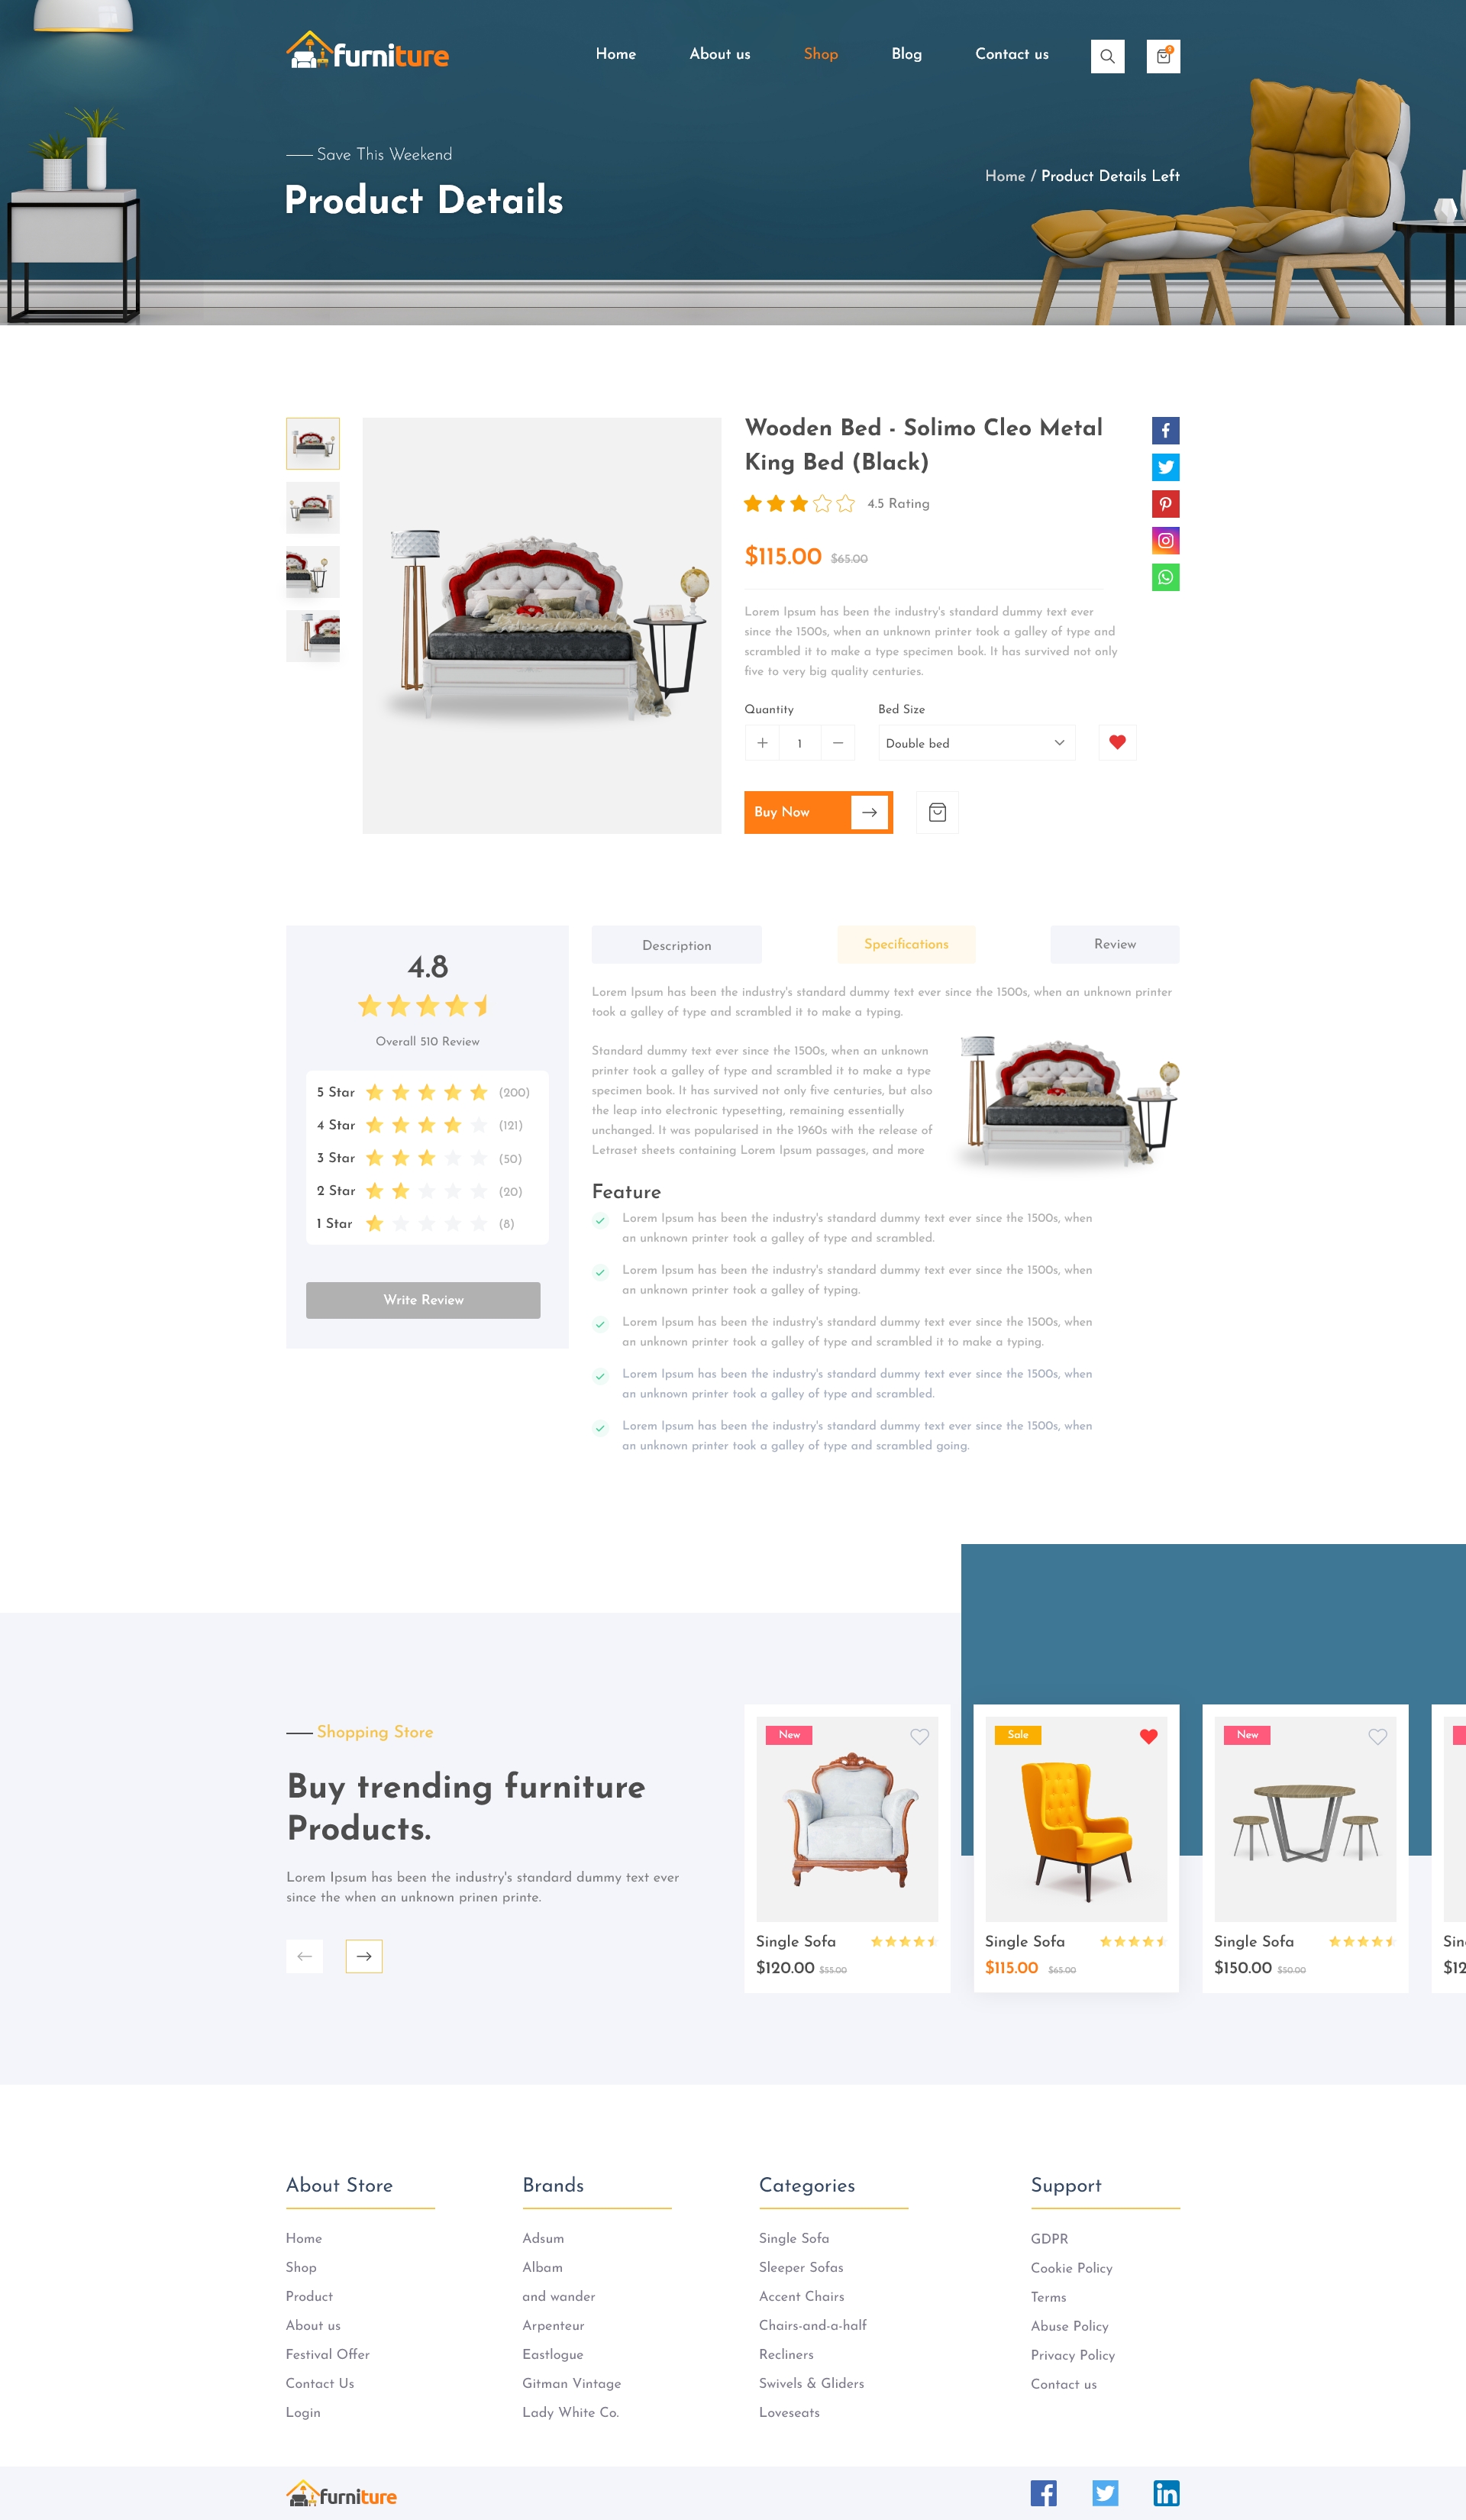 furniture
Home About us Shop Blog Contact us
Save This Weekend
Product Details
Home / Product Details Left
Wooden Bed - Solimo Cleo Metal
King Bed (Black)
4.5 Rating
$115.00 $65.00
Lorem Ipsum has been the industry's standard dummy text ever
since the 1500s, when an unknown printer took a galley of type and
scrambled it to make a type specimen book. It has survived not only
five to very big quality centuries.
Quantity Bed Size
1 Double bed
Buy Now
4.8
Overall 510 Review
5 Star (200)
4 Star (121)
3 Star (50)
2 Star (20)
1 Star (8)
Write Review
Description Specifications Review
Lorem Ipsum has been the industry's standard dummy text ever since the 1500s, when an unknown printer
took a galley of type and scrambled it to make a typing.
Standard dummy text ever since the 1500s, when an unknown
printer took a galley of type and scrambled it to make a type
specimen book. It has survived not only five centuries, but also
the leap into electronic typesetting, remaining essentially
unchanged. It was popularised in the 1960s with the release of
Letraset sheets containing Lorem Ipsum passages, and more
Feature
Lorem Ipsum has been the industry's standard dummy text ever since the 1500s, when
an unknown printer took a galley of type and scrambled.
Lorem Ipsum has been the industry's standard dummy text ever since the 1500s, when
an unknown printer took a galley of typing.
Lorem Ipsum has been the industry's standard dummy text ever since the 1500s, when
an unknown printer took a galley of type and scrambled it to make a typing.
Lorem Ipsum has been the industry's standard dummy text ever since the 1500s, when
an unknown printer took a galley of type and scrambled.
Lorem Ipsum has been the industry's standard dummy text ever since the 1500s, when
an unknown printer took a galley of type and scrambled going.
Shopping Store
Buy trending furniture
Products.
Lorem Ipsum has been the industry's standard dummy text ever
since the when an unknown prinen printe.
New
Single Sofa
$120.00 $55.00
Sale
Single Sofa
$115.00 $65.00
New
Single Sofa
$150.00 $50.00
Sin
$12
About Store
Home
Shop
Product
About us
Festival Offer
Contact Us
Login
Brands
Adsum
Albam
and wander
Arpenteur
Eastlogue
Gitman Vintage
Lady White Co.
Categories
Single Sofa
Sleeper Sofas
Accent Chairs
Chairs-and-a-half
Recliners
Swivels & Gliders
Loveseats
Support
GDPR
Cookie Policy
Terms
Abuse Policy
Privacy Policy
Contact us
furniture